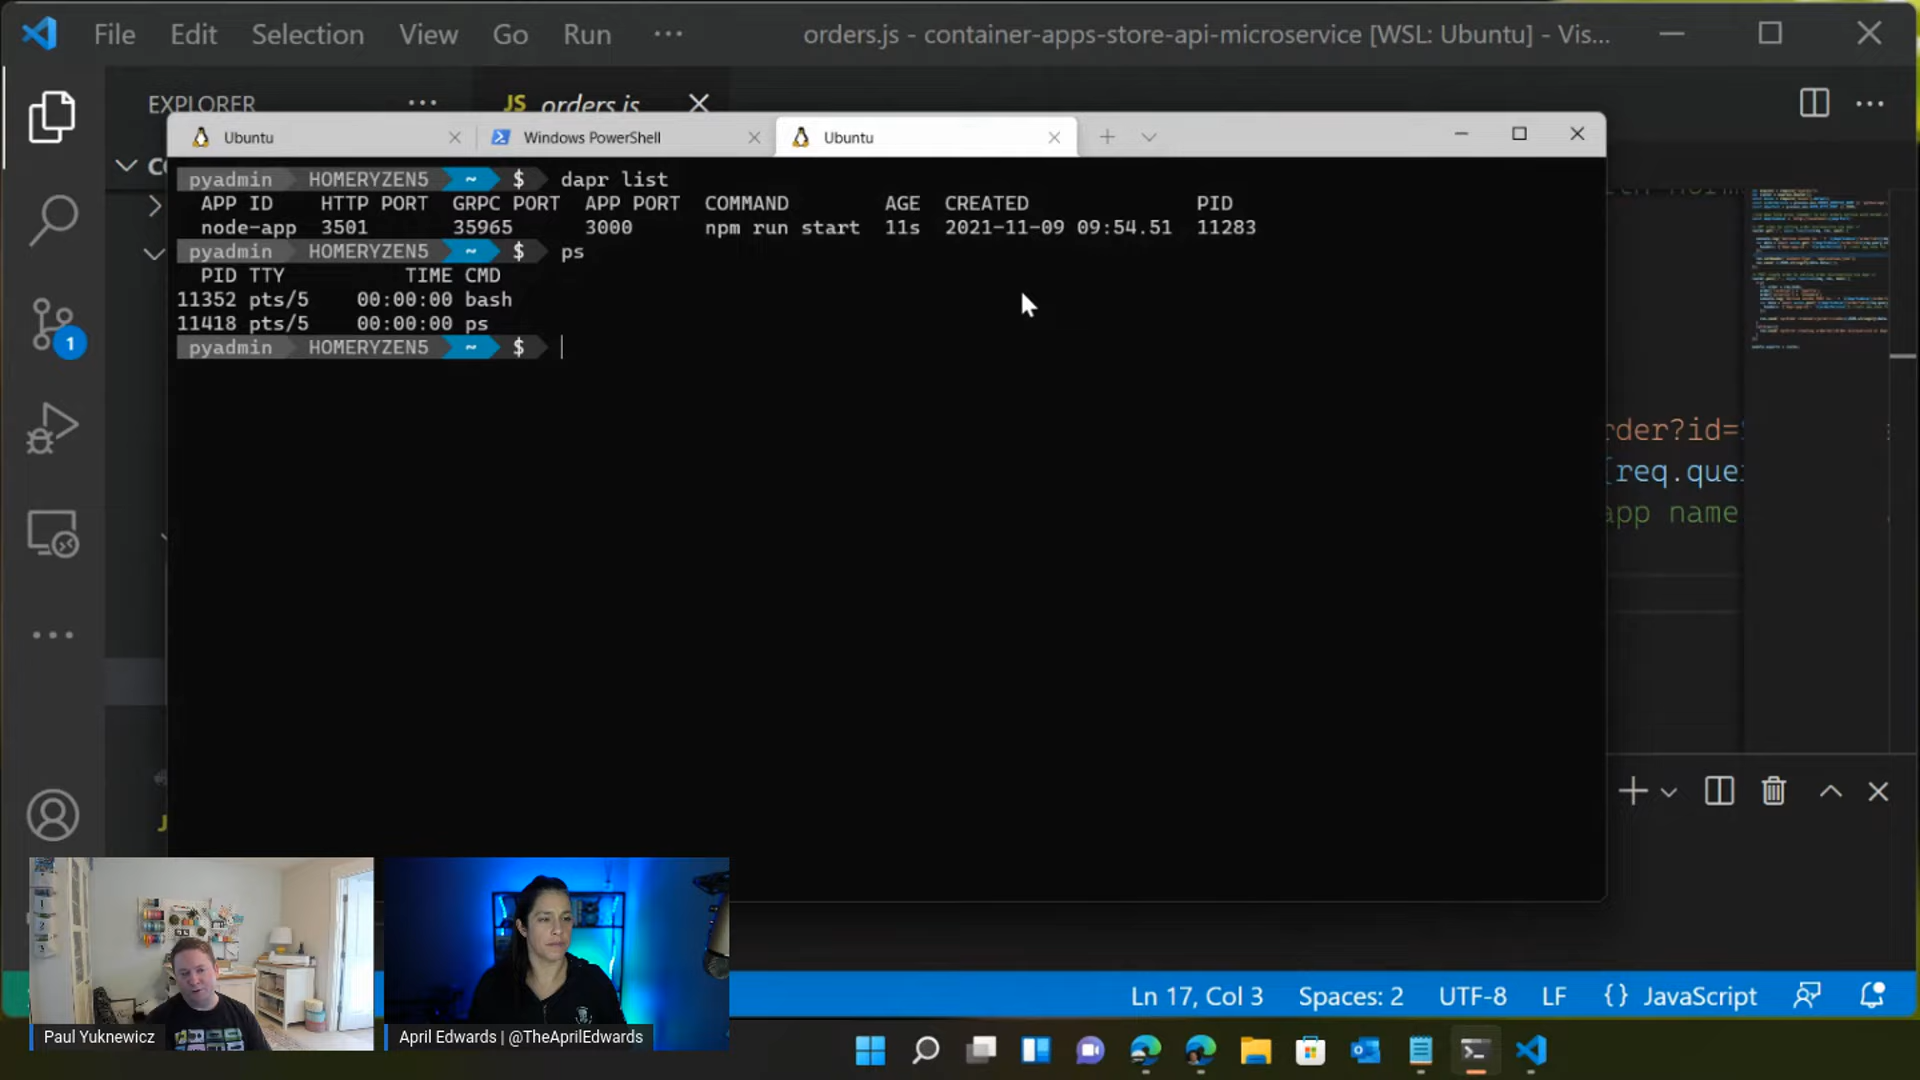 File Edit Selection View Go Run ··· orders.js - container-apps-store-api-microservice [WSL: Ubuntu] - Vis...
EXPLORER ··· JS orders.js
Ubuntu Windows PowerShell Ubuntu
pyadmin HOMERYZEN5 ~ $ dapr list
APP ID HTTP PORT GRPC PORT APP PORT COMMAND AGE CREATED PID
node-app 3501 35965 3000 npm run start 11s 2021-11-09 09:54.51 11283
pyadmin HOMERYZEN5 ~ $ ps
PID TTY TIME CMD
11352 pts/5 00:00:00 bash
11418 pts/5 00:00:00 ps
pyadmin HOMERYZEN5 ~ $
1
rder?id=
[req.que
app name
Paul Yuknewicz
April Edwards | @TheAprilEdwards
Ln 17, Col 3 Spaces: 2 UTF-8 LF {} JavaScript